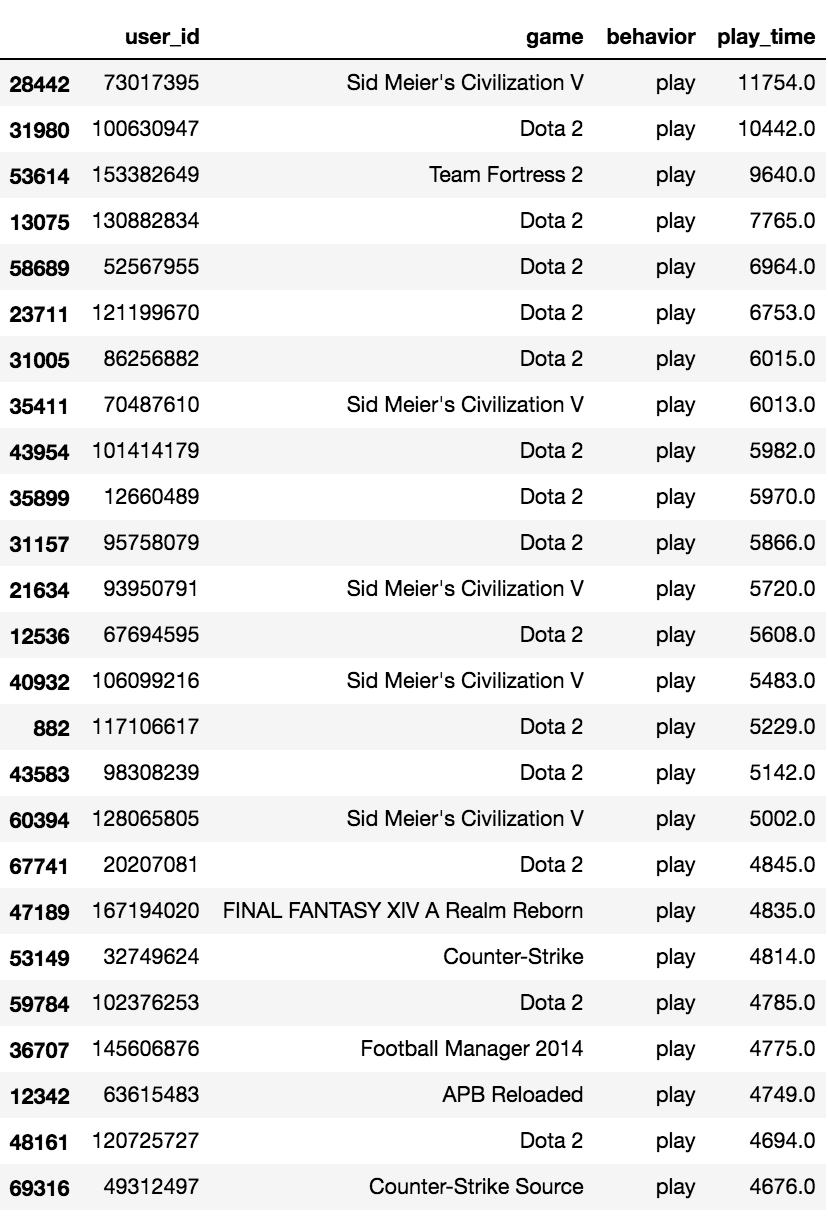 user_id game behavior play_time
28442 73017395 Sid Meier's Civilization V play 11754.0
31980 100630947 Dota 2 play 10442.0
53614 153382649 Team Fortress 2 play 9640.0
13075 130882834 Dota 2 play 7765.0
58689 52567955 Dota 2 play 6964.0
23711 121199670 Dota 2 play 6753.0
31005 86256882 Dota 2 play 6015.0
35411 70487610 Sid Meier's Civilization V play 6013.0
43954 101414179 Dota 2 play 5982.0
35899 12660489 Dota 2 play 5970.0
31157 95758079 Dota 2 play 5866.0
21634 93950791 Sid Meier's Civilization V play 5720.0
12536 67694595 Dota 2 play 5608.0
40932 106099216 Sid Meier's Civilization V play 5483.0
882 117106617 Dota 2 play 5229.0
43583 98308239 Dota 2 play 5142.0
60394 128065805 Sid Meier's Civilization V play 5002.0
67741 20207081 Dota 2 play 4845.0
47189 167194020 FINAL FANTASY XIV A Realm Reborn play 4835.0
53149 32749624 Counter-Strike play 4814.0
59784 102376253 Dota 2 play 4785.0
36707 145606876 Football Manager 2014 play 4775.0
12342 63615483 APB Reloaded play 4749.0
48161 120725727 Dota 2 play 4694.0
69316 49312497 Counter-Strike Source play 4676.0